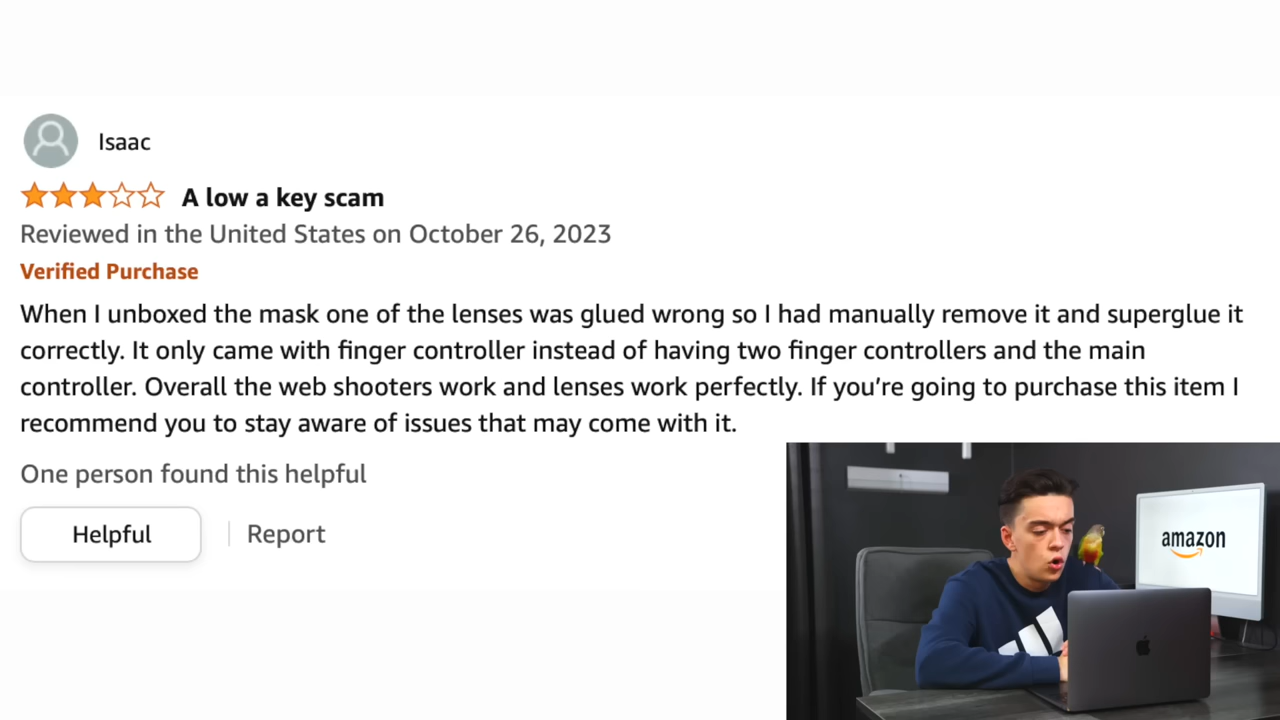 Isaac
A low a key scam
Reviewed in the United States on October 26, 2023
Verified Purchase
When I unboxed the mask one of the lenses was glued wrong so I had manually remove it and superglue it
correctly. It only came with finger controller instead of having two finger controllers and the main
controller. Overall the web shooters work and lenses work perfectly. If you’re going to purchase this item I
recommend you to stay aware of issues that may come with it.
One person found this helpful
Helpful
Report
amazon